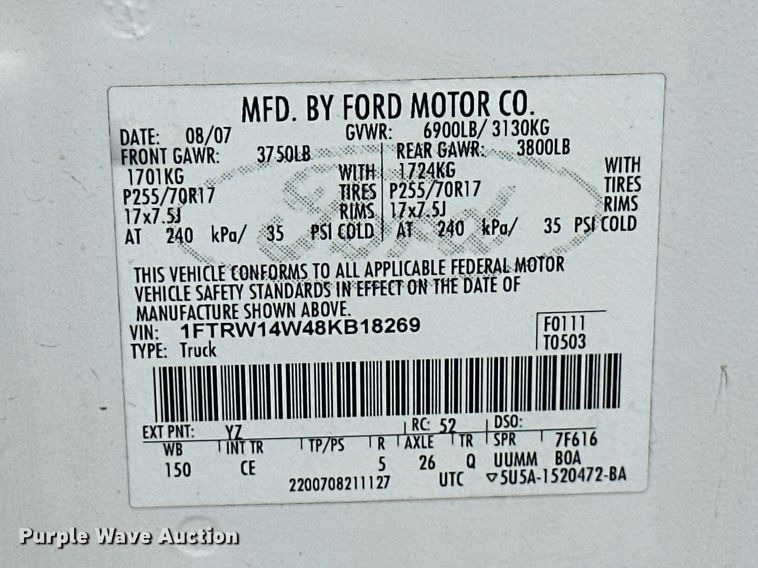 MFD. BY FORD MOTOR CO.
DATE: 08/07 GVWR: 6900LB/ 3130KG
FRONT GAWR: 3750LB REAR GAWR: 3800LB
1701KG WITH 1724KG WITH
P255/70R17 TIRES P255/70R17 TIRES
17x7.5J RIMS 17x7.5J RIMS
AT 240 kPa/ 35 PSI COLD AT 240 kPa/ 35 PSI COLD
Ford
THIS VEHICLE CONFORMS TO ALL APPLICABLE FEDERAL MOTOR
VEHICLE SAFETY STANDARDS IN EFFECT ON THE DATE OF
MANUFACTURE SHOWN ABOVE.
VIN: 1FTRW14W48KB18269 F0111
TYPE: Truck T0503
EXT PNT: YZ RC: 52 DSO:
WB INT TR TP/PS R AXLE TR SPR 7F616
150 CE 5 26 Q UUMM B0A
2200708211127 UTC ▽5U5A-1520472-BA
Purple Wave Auction